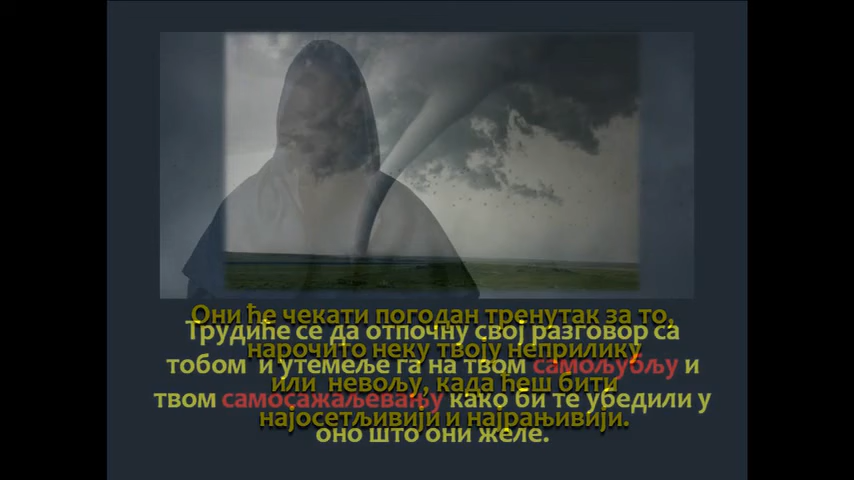 Они ће чекати погодан тренутак за то,
нарочито неку твоју неприлику
или невољу, када ћеш бити
најосетљивији и најрањивији.
Трудиће се да отпочну свој разговор са
тобом и утемеље га на твом самољубљу и
твом самосажаљевању како би те убедили у
оно што они желе.